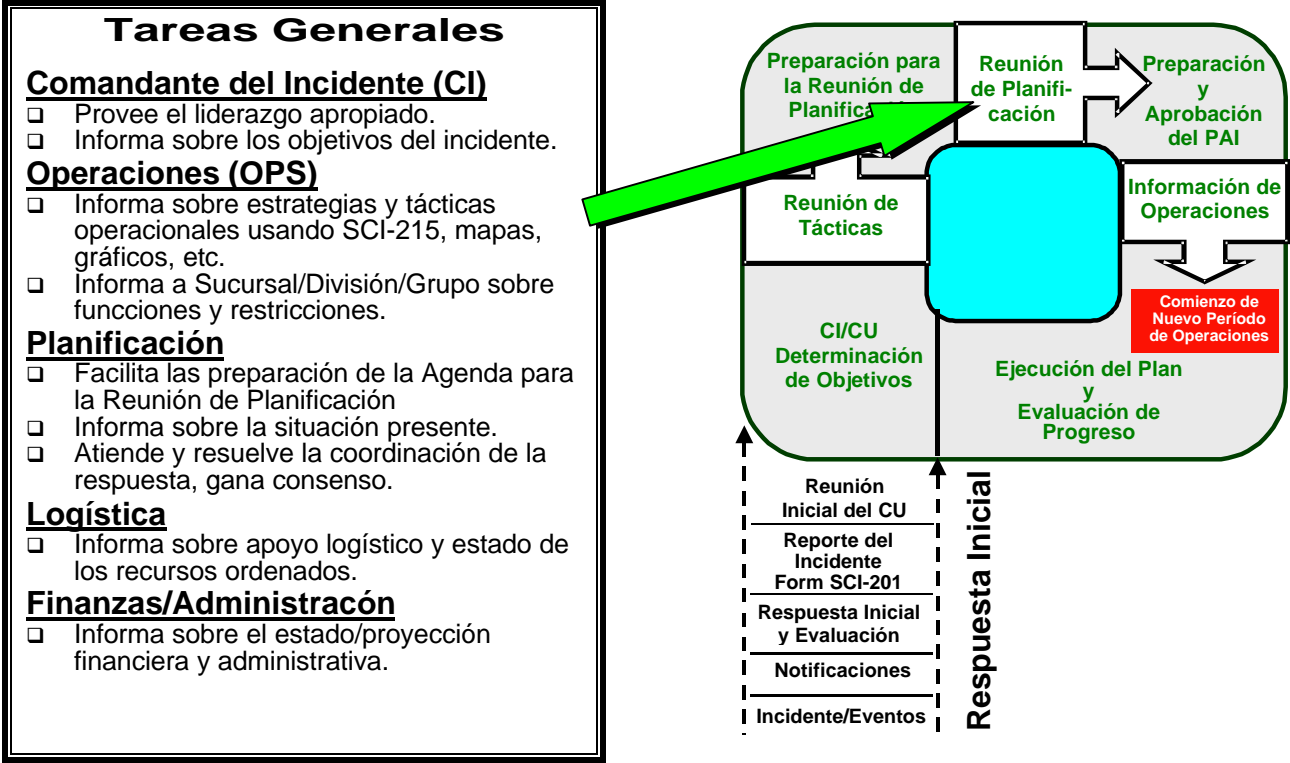 Tareas Generales
Comandante del Incidente (CI)
❑ Provee el liderazgo apropiado.
❑ Informa sobre los objetivos del incidente.
Operaciones (OPS)
❑ Informa sobre estrategias y tácticas
operacionales usando SCI-215, mapas,
gráficos, etc.
❑ Informa a Sucursal/División/Grupo sobre
funcciones y restricciones.
Planificación
❑ Facilita las preparación de la Agenda para
la Reunión de Planificación
❑ Informa sobre la situación presente.
❑ Atiende y resuelve la coordinación de la
respuesta, gana consenso.
Logística
❑ Informa sobre apoyo logístico y estado de
los recursos ordenados.
Finanzas/Administracón
❑ Informa sobre el estado/proyección
financiera y administrativa.
Preparación para
la Reunión de
Planificación
Reunión
de Planifi-
cación
Preparación
y
Aprobación
del PAI
Reunión de
Tácticas
Información de
Operaciones
Comienzo de
Nuevo Período
de Operaciones
CI/CU
Determinación
de Objetivos
Ejecución del Plan
y
Evaluación de
Progreso
Reunión
Inicial del CU
Reporte del
Incidente
Form SCI-201
Respuesta Inicial
y Evaluación
Notificaciones
Incidente/Eventos
Respuesta Inicial